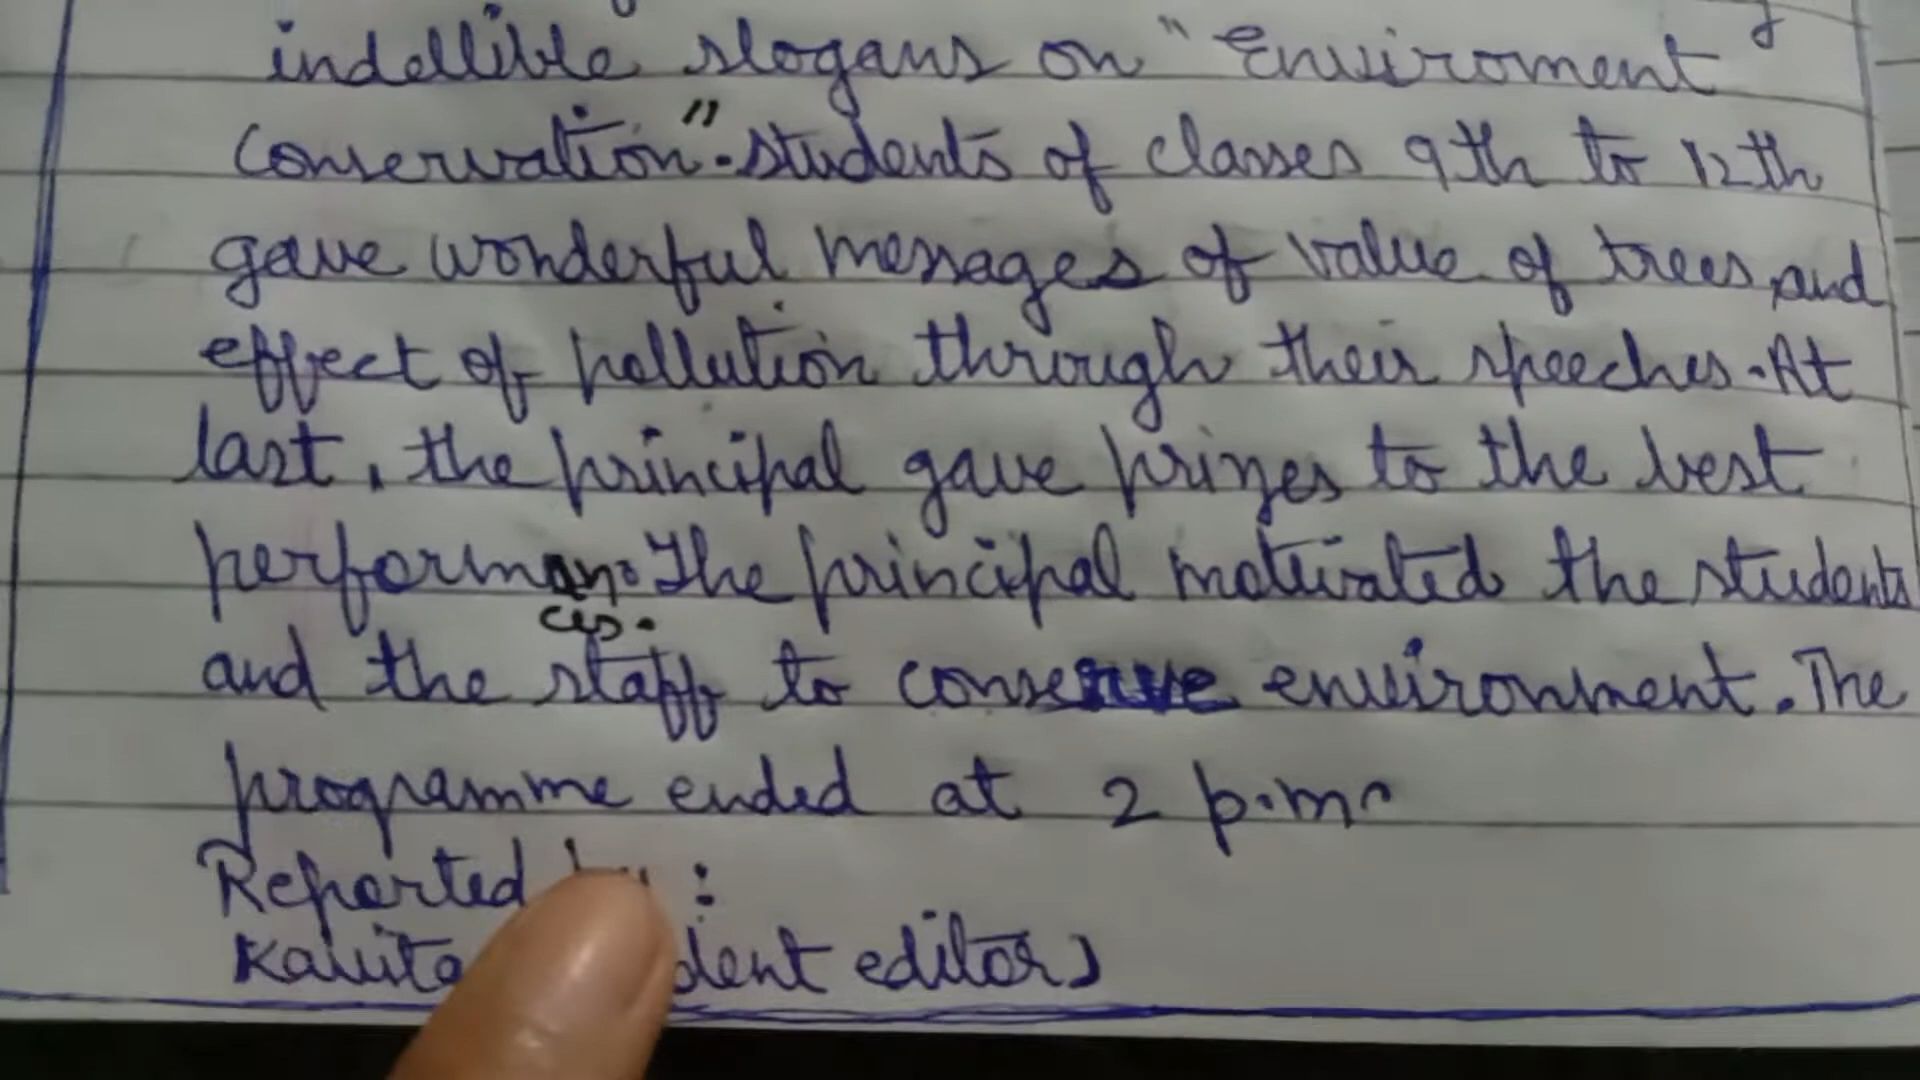 indellible slogans on "Enviroment
Conservation". Students of classes 9th to 12th
gave wonderful messages of value of trees and
effect of pollution through their speeches. At
last, the principal gave prizes to the best
performan. The principal motivated the students
ces.
and the staff to conserve environment. The
programme ended at 2 p.m.
Reported :
Kavita editor)